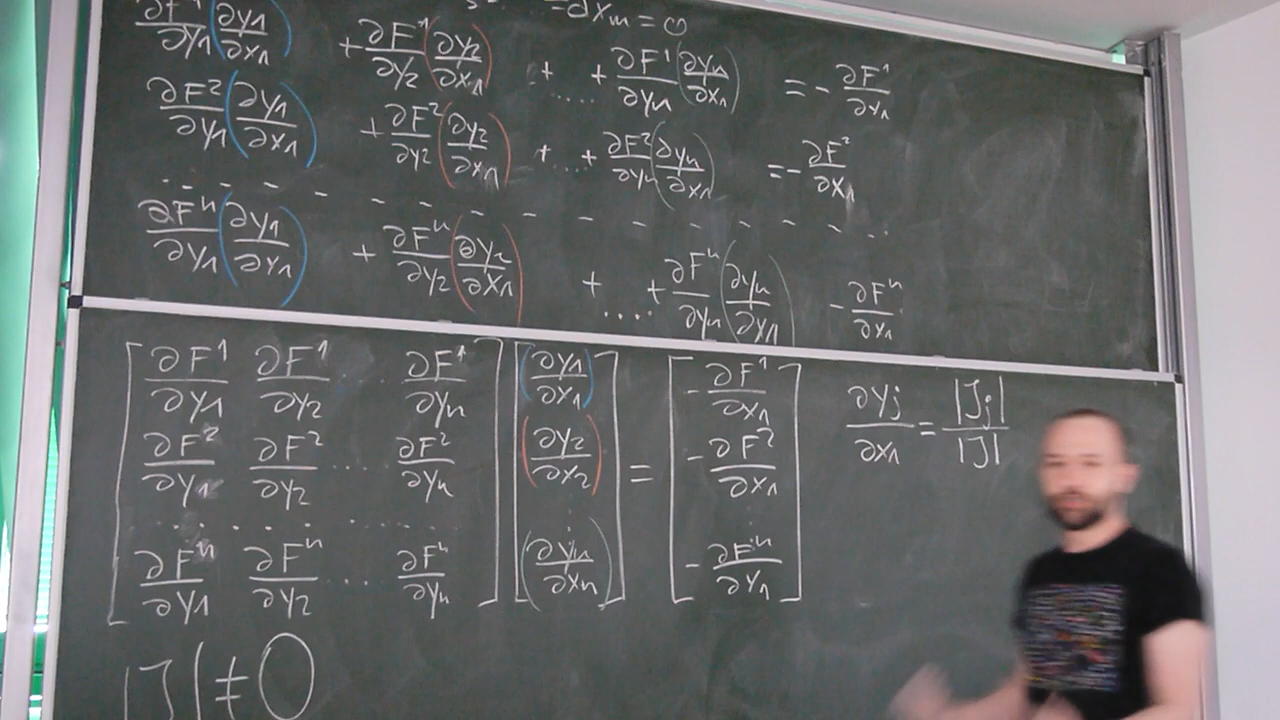 = 0 -∂xₘ = 0
∂F¹/∂y₁ (∂y₁/∂x₁) + ∂F¹/∂y₂ (∂y₂/∂x₁) + ..... + ∂F¹/∂yₙ (∂yₙ/∂x₁) = - ∂F¹/∂y₁
∂F²/∂y₁ (∂y₁/∂x₁) + ∂F²/∂y₂ (∂y₂/∂x₁) + .... + ∂F²/∂yₙ (∂yₙ/∂x₁) = - ∂F²/∂x₁
∂Fⁿ/∂y₁ (∂y₁/∂x₁) + ∂Fⁿ/∂y₂ (∂y₂/∂x₁) + .... + ∂Fⁿ/∂yₙ (∂yₙ/∂x₁) - ∂Fⁿ/∂x₁
[∂F¹/∂y₁ ∂F¹/∂y₂ .... ∂F¹/∂yₙ] [(∂y₁/∂x₁)] [- ∂F¹/∂x₁] ∂yⱼ/∂x₁ = |Jⱼ|/|J|
[∂F²/∂y₁ ∂F²/∂y₂ .... ∂F²/∂yₙ] [(∂y₂/∂x₂)] = [- ∂F²/∂x₁]
[∂Fⁿ/∂y₁ ∂Fⁿ/∂y₂ .... ∂Fⁿ/∂yₙ] [(∂yₙ/∂xₙ)] [- ∂Fⁿ/∂y₁]
|J| ≠ 0